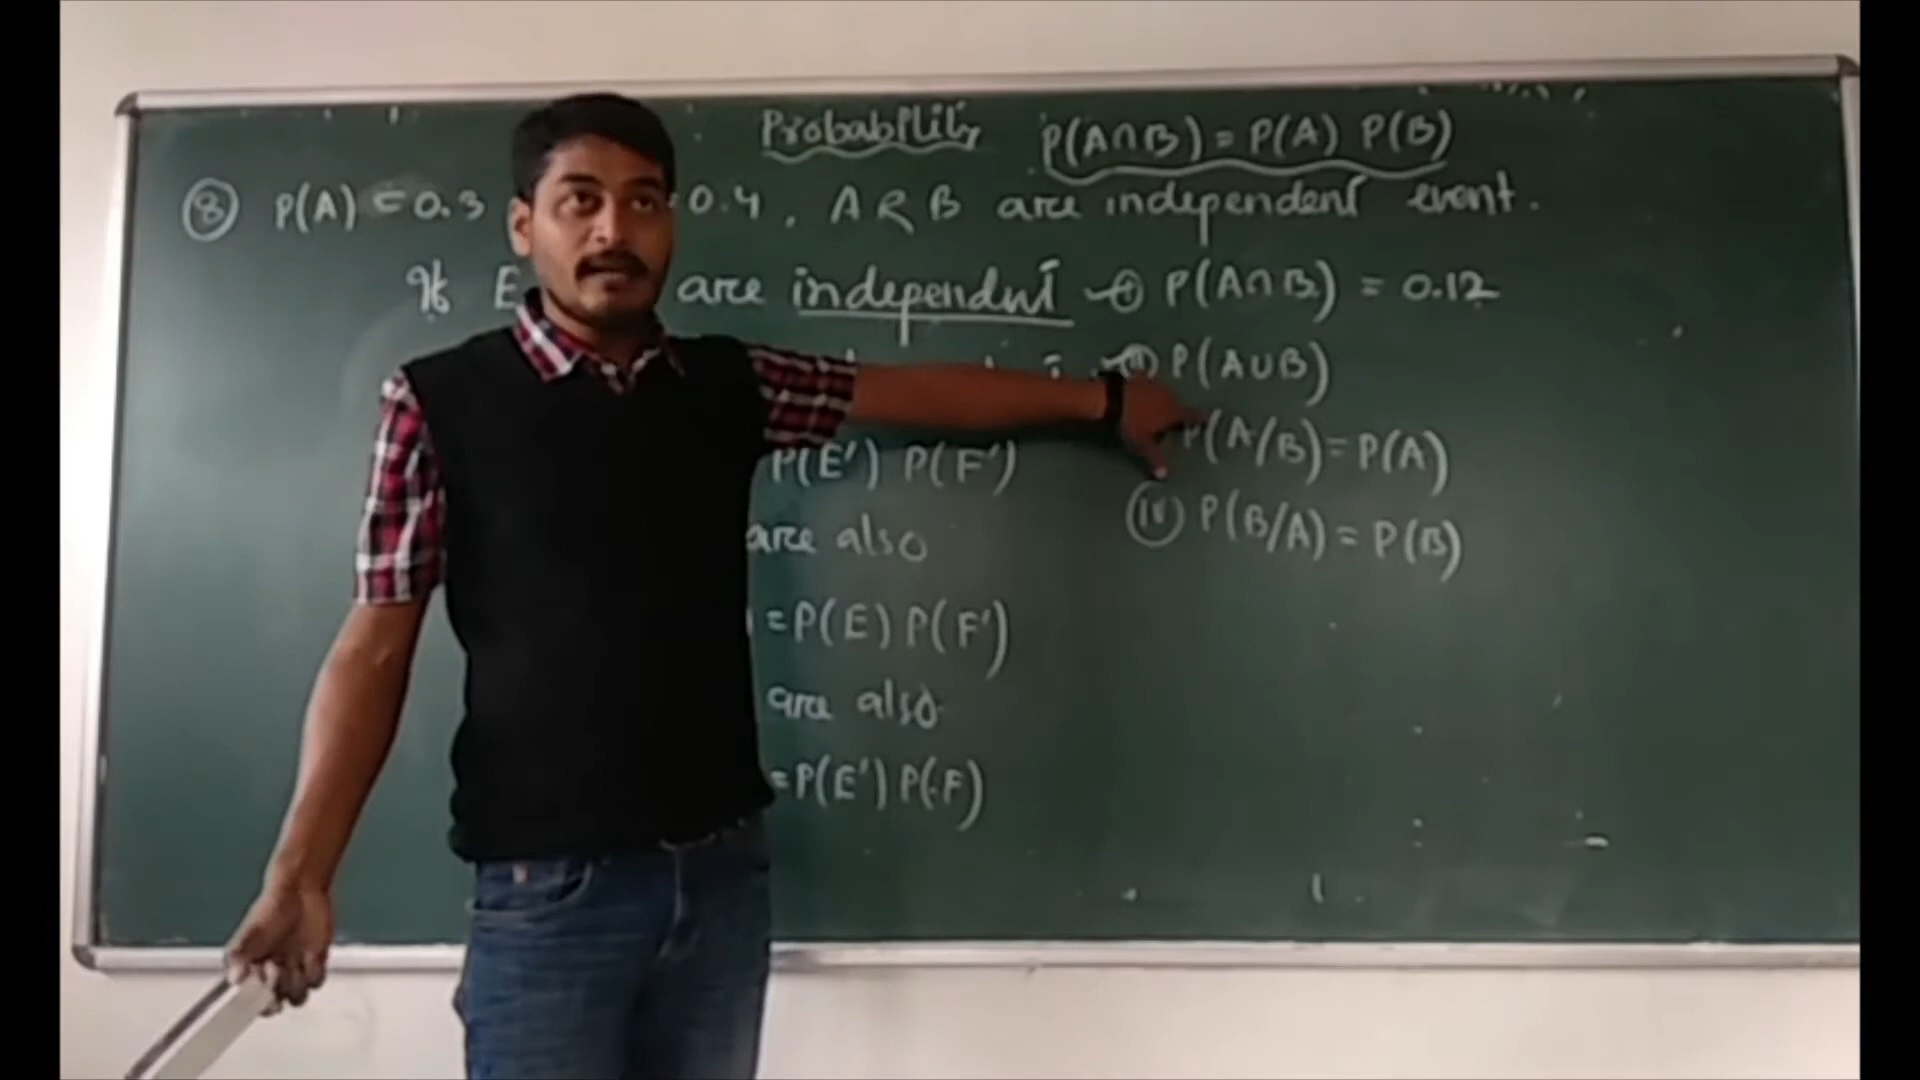 Probability P(A∩B) = P(A) P(B)
⑧ P(A) = 0.3 = 0.4 , A & B are independent event.
If E are independent (i) P(A∩B) = 0.12
(ii) P(A∪B)
P(A/B) = P(A)
P(E') P(F')
(iv) P(B/A) = P(B)
are also
= P(E) P(F')
are also
= P(E') P(F)